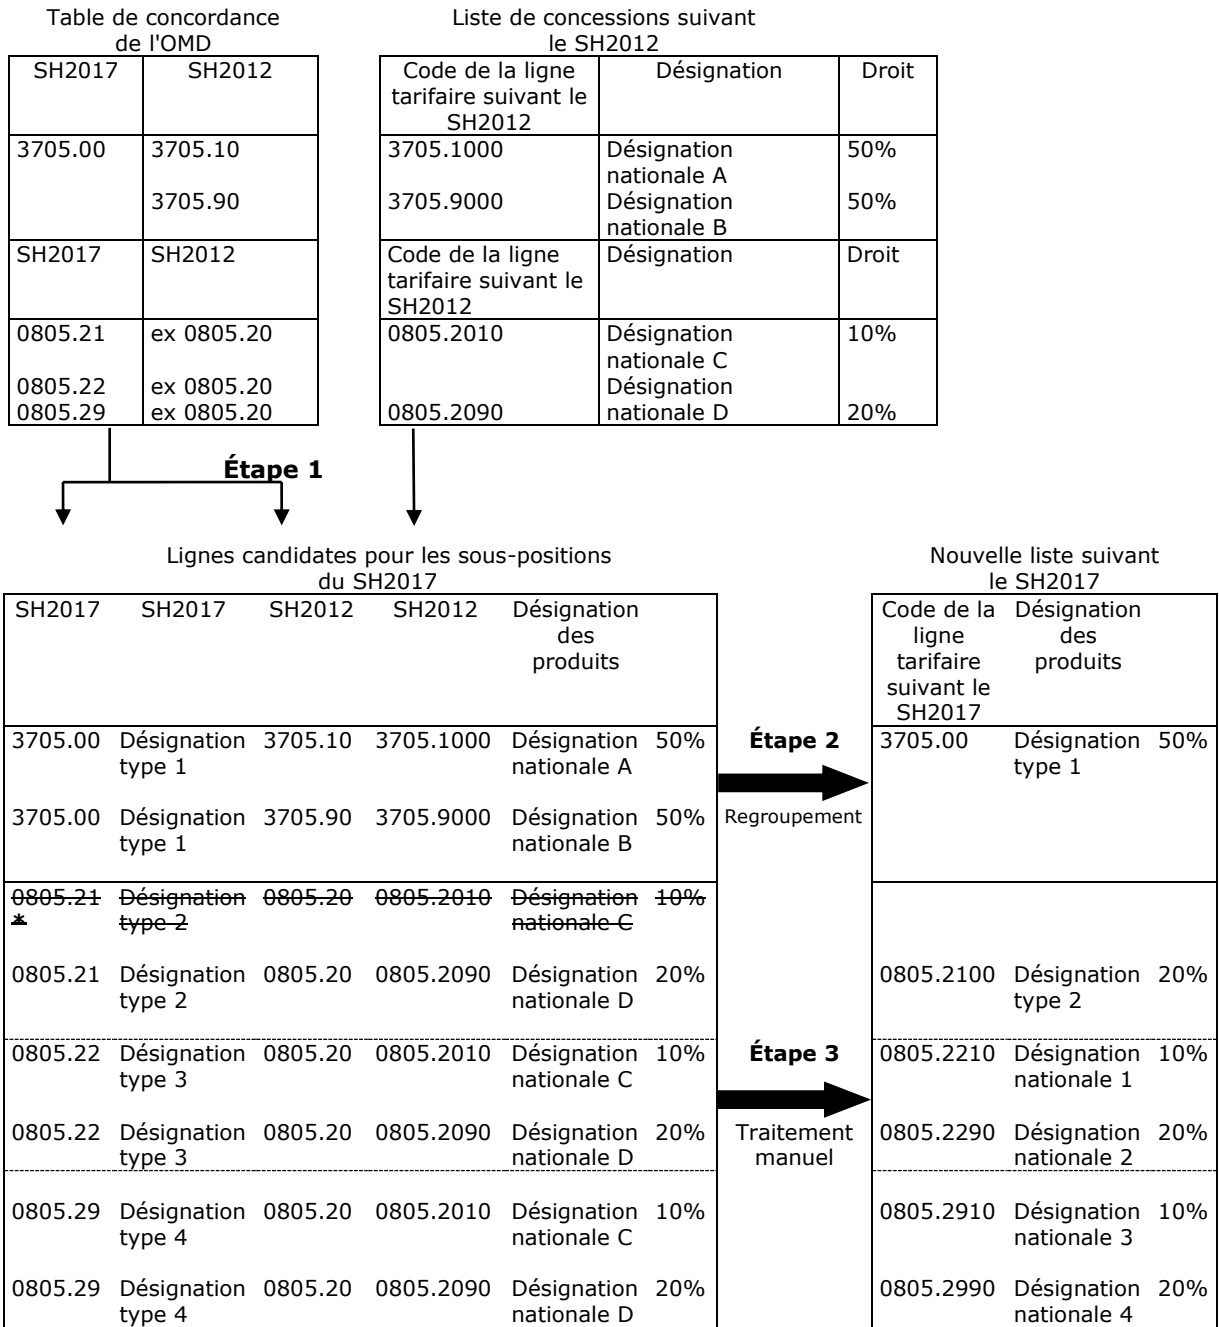 Table de concordance
de l'OMD
Liste de concessions suivant
le SH2012
SH2017 SH2012
Code de la ligne Désignation Droit
tarifaire suivant le
SH2012
3705.00 3705.10 3705.1000 Désignation 50%
nationale A
3705.90 3705.9000 Désignation 50%
nationale B
SH2017 SH2012 Code de la ligne Désignation Droit
tarifaire suivant le
SH2012
0805.21 ex 0805.20 0805.2010 Désignation 10%
nationale C
0805.22 ex 0805.20 Désignation
0805.29 ex 0805.20 0805.2090 nationale D 20%
Étape 1
Lignes candidates pour les sous-positions
du SH2017
Nouvelle liste suivant
le SH2017
SH2017 SH2017 SH2012 SH2012 Désignation
des
produits
Code de la Désignation
ligne des
tarifaire produits
suivant le
SH2017
3705.00 Désignation 3705.10 3705.1000 Désignation 50% Étape 2 3705.00 Désignation 50%
type 1 nationale A type 1
3705.00 Désignation 3705.90 3705.9000 Désignation 50% Regroupement
type 1 nationale B
0805.21 Désignation 0805.20 0805.2010 Désignation 10%
* type 2 nationale C
0805.21 Désignation 0805.20 0805.2090 Désignation 20% 0805.2100 Désignation 20%
type 2 nationale D type 2
0805.22 Désignation 0805.20 0805.2010 Désignation 10% Étape 3 0805.2210 Désignation 10%
type 3 nationale C nationale 1
0805.22 Désignation 0805.20 0805.2090 Désignation 20% Traitement 0805.2290 Désignation 20%
type 3 nationale D manuel nationale 2
0805.29 Désignation 0805.20 0805.2010 Désignation 10% 0805.2910 Désignation 10%
type 4 nationale C nationale 3
0805.29 Désignation 0805.20 0805.2090 Désignation 20% 0805.2990 Désignation 20%
type 4 nationale D nationale 4